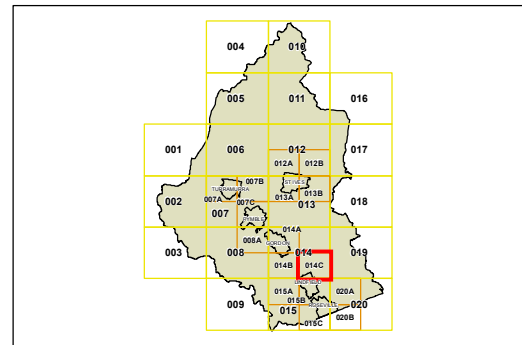 004 010
005 011 016
001 006 012 017
012A 012B
007B ST IVES
TURRAMURRA
007A 007C 013A 013B
002 007 013 018
PYMBLE
014A
008A GORDON
003 008 014 019
014B 014C
LINDFIELD
015A 020A
009 015B 020
015 ROSEVILLE
015C 020B